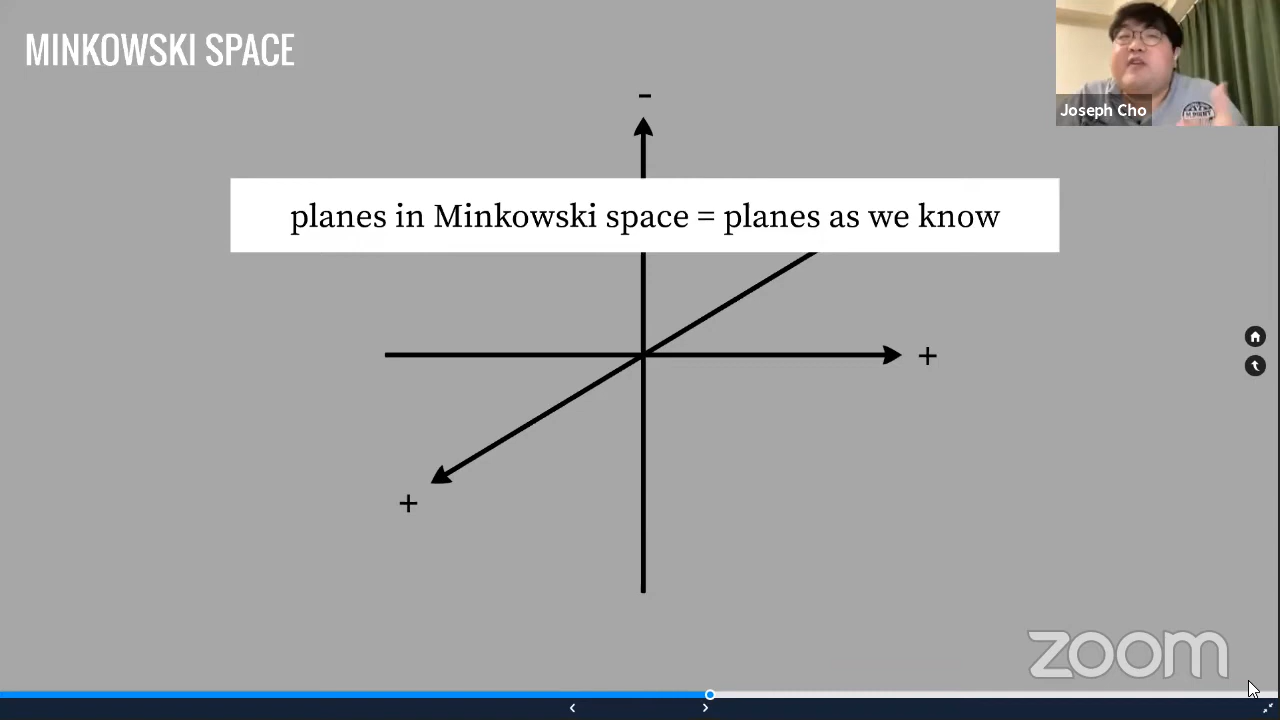 MINKOWSKI SPACE
Joseph Cho
-
planes in Minkowski space = planes as we know
+
+
zoom